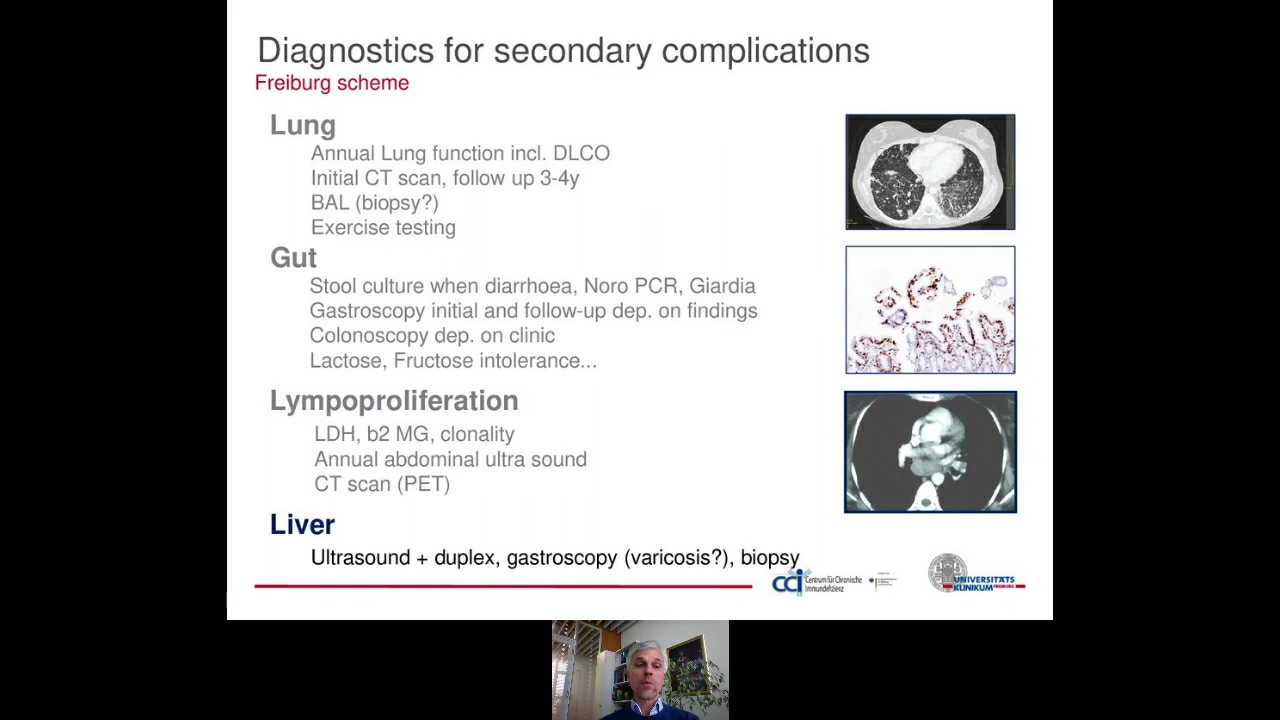 Diagnostics for secondary complications
Freiburg scheme
Lung
Annual Lung function incl. DLCO
Initial CT scan, follow up 3-4y
BAL (biopsy?)
Exercise testing
Gut
Stool culture when diarrhoea, Noro PCR, Giardia
Gastroscopy initial and follow-up dep. on findings
Colonoscopy dep. on clinic
Lactose, Fructose intolerance...
Lympoproliferation
LDH, b2 MG, clonality
Annual abdominal ultra sound
CT scan (PET)
Liver
Ultrasound + duplex, gastroscopy (varicosis?), biopsy
cci Centrum für Chronische
Immundefizienz
UNIVERSITÄTS
KLINIKUM FREIBURG